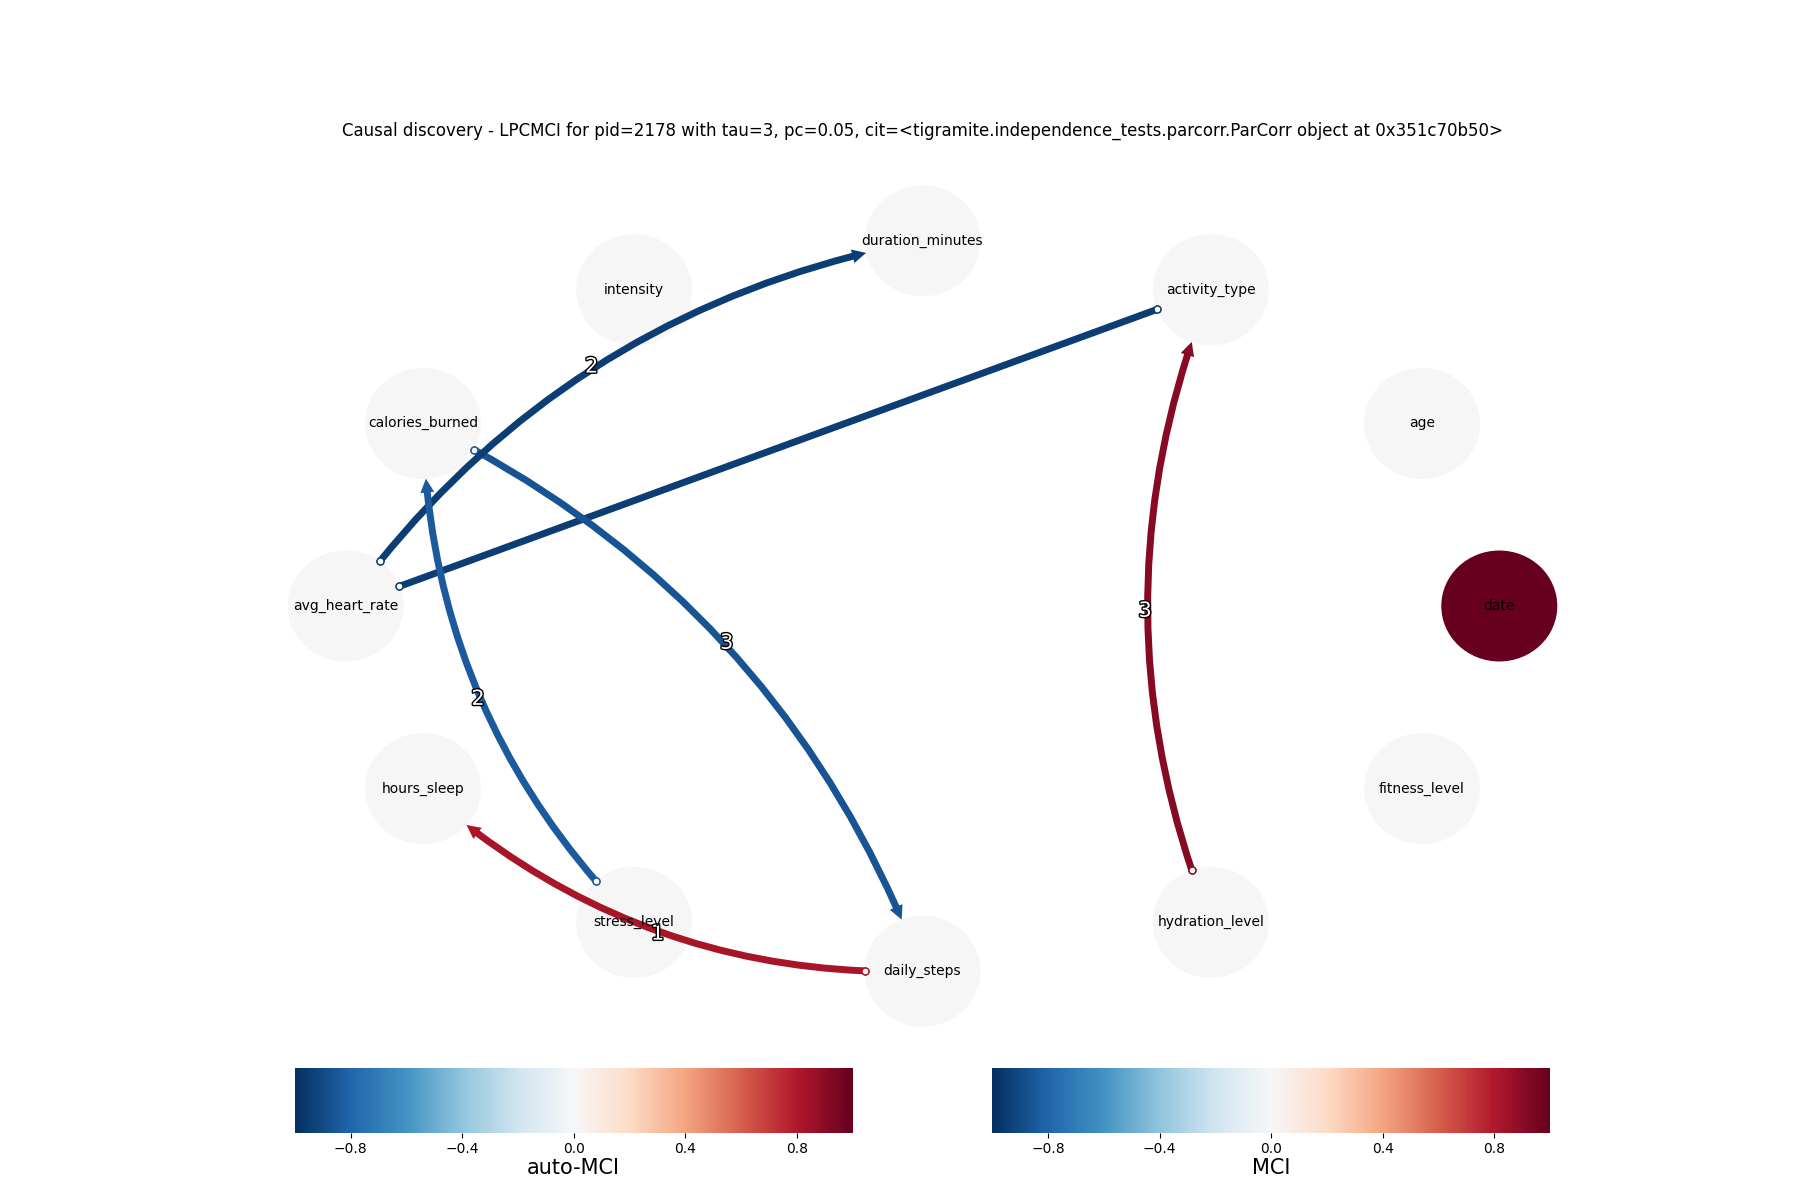 Causal discovery - LPCMCI for pid=2178 with tau=3, pc=0.05, cit=<tigramite.independence_tests.parcorr.ParCorr object at 0x351c70b50>
duration_minutes
intensity
activity_type
2
calories_burned
age
avg_heart_rate
3
3
date
2
hours_sleep
fitness_level
stress_level
1
hydration_level
daily_steps
−0.8 −0.4 0.0 0.4 0.8
auto-MCI
−0.8 −0.4 0.0 0.4 0.8
MCI